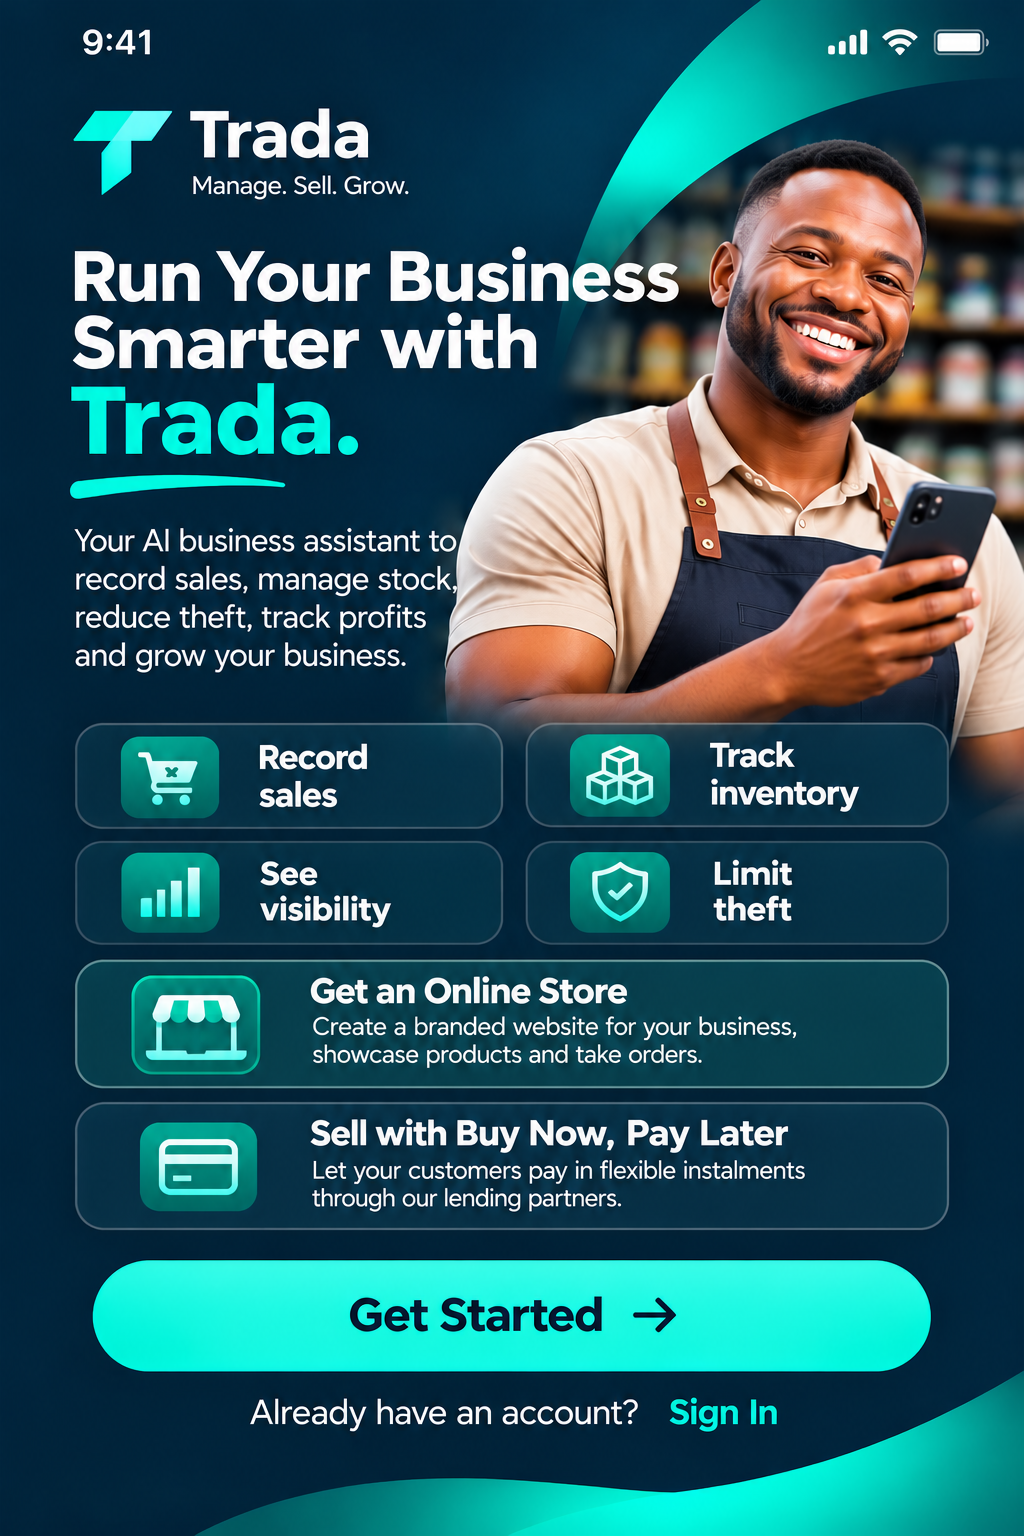 9:41
Trada
Manage. Sell. Grow.
Run Your Business
Smarter with
Trada.
Your AI business assistant to
record sales, manage stock,
reduce theft, track profits
and grow your business.
Record
sales
Track
inventory
See
visibility
Limit
theft
Get an Online Store
Create a branded website for your business,
showcase products and take orders.
Sell with Buy Now, Pay Later
Let your customers pay in flexible instalments
through our lending partners.
Get Started →
Already have an account? Sign In